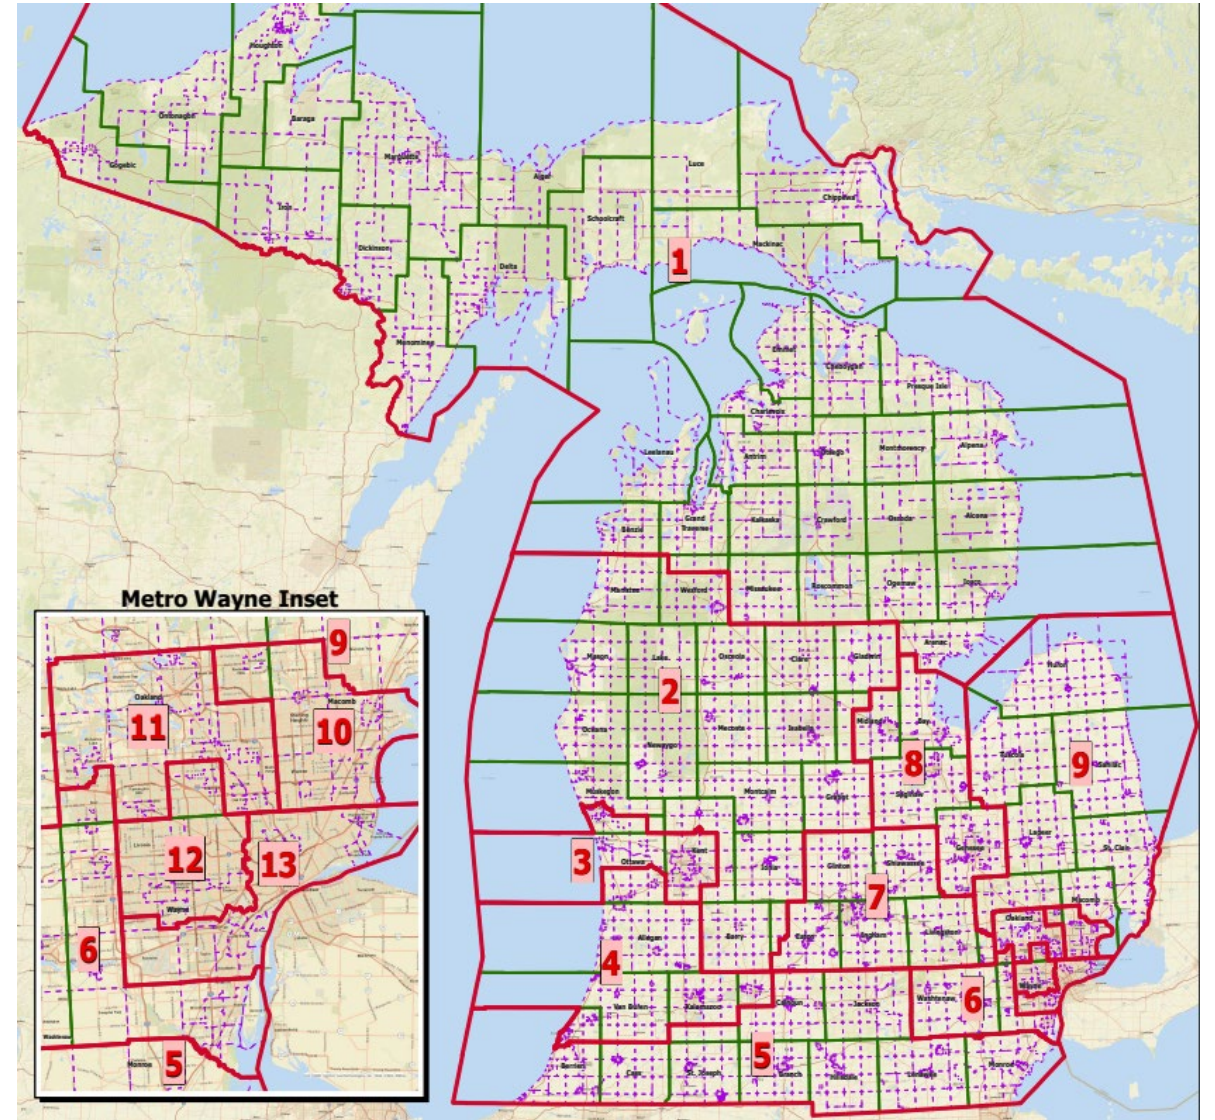 Houghton
Ontonagon
Baraga
Gogebic
Marquette
Alger
Luce
Iron
Schoolcraft
Chippewa
Dickinson
Delta
1
Mackinac
Menominee
Emmet
Cheboygan
Presque Isle
Charlevoix
Leelanau
Antrim
Otsego
Montmorency
Alpena
Benzie
Grand
Traverse
Kalkaska
Crawford
Oscoda
Alcona
Manistee
Wexford
Missaukee
Roscommon
Ogemaw
Iosco
Arenac
Mason
Lake
Osceola
Clare
Gladwin
Huron
2
Oceana
Newaygo
Mecosta
Isabella
Midland
Bay
8
Tuscola
9
Sanilac
Muskegon
Montcalm
Gratiot
Saginaw
3
Ottawa
Kent
Ionia
Clinton
Shiawassee
Genesee
Lapeer
St. Clair
7
Allegan
Barry
Eaton
Ingham
Livingston
Oakland
Macomb
4
Van Buren
Kalamazoo
Calhoun
Jackson
Washtenaw
6
Wayne
Berrien
Cass
St. Joseph
5
Branch
Hillsdale
Lenawee
Monroe
Metro Wayne Inset
9
Oakland
Macomb
11
10
12
13
Wayne
6
Washtenaw
Monroe
5